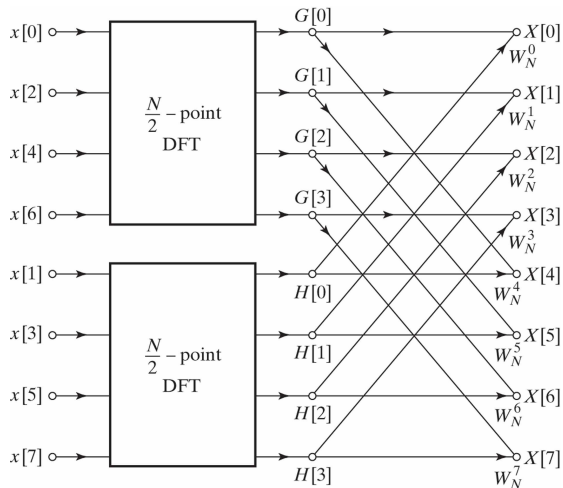 G[0]
x[0] X[0]
W_N^0
G[1]
x[2] X[1]
N/2 – point
DFT
W_N^1
G[2]
x[4] X[2]
W_N^2
G[3]
x[6] X[3]
W_N^3
x[1] X[4]
H[0] W_N^4
x[3] X[5]
N/2 – point
DFT
H[1] W_N^5
x[5] X[6]
H[2] W_N^6
x[7] X[7]
H[3] W_N^7